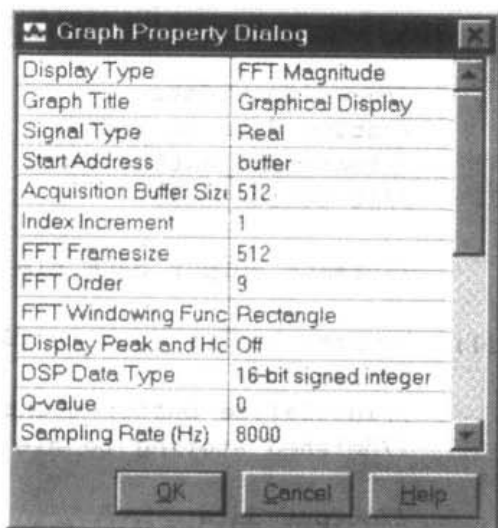 Graph Property Dialog
Display Type FFT Magnitude
Graph Title Graphical Display
Signal Type Real
Start Address buffer
Acquisition Buffer Size 512
Index Increment 1
FFT Framesize 512
FFT Order 9
FFT Windowing Func Rectangle
Display Peak and Ho Off
DSP Data Type 16-bit signed integer
Q-value 0
Sampling Rate (Hz) 8000
OK Cancel Help